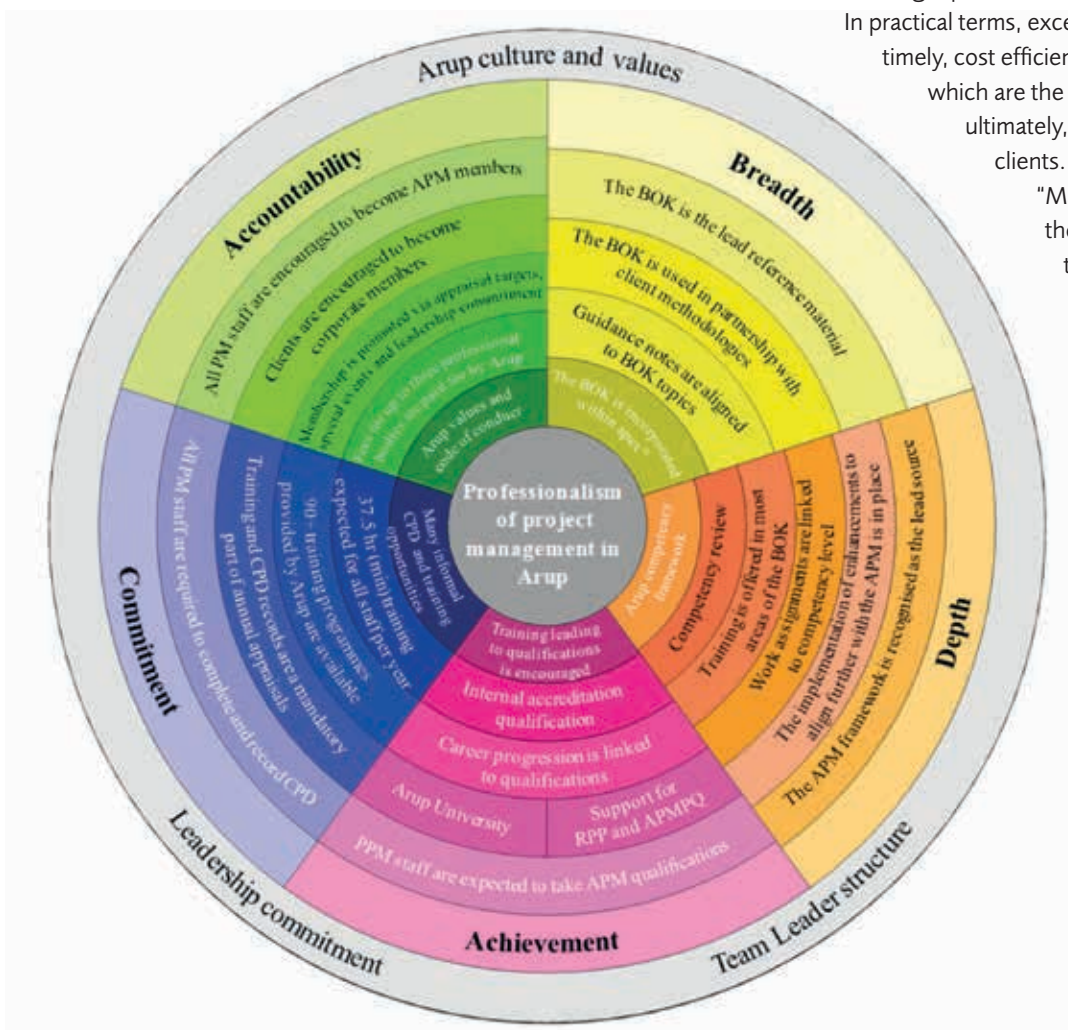 In practical terms, exce
timely, cost efficien
which are the
ultimately,
clients.
"M
the
t
Arup culture and values
Accountability
All PM staff are encouraged to become APM members
Clients are encouraged to become
corporate members
Membership is promoted via appraisal targets,
special events and leadership commitment
professional
by Arup
Arup values and
code of conduct
Breadth
The BOK is the lead reference material
The BOK is used in partnership with
client methodologies
Guidance notes are aligned
to BOK topics
The BOK is incorporated
within
Depth
The APM framework is recognised as the lead source
The implementation of enhancements to
align further with the APM is in place
Work assignments are linked
to competency level
Training is offered in most
areas of the BOK
Competency review
Arup competency
framework
Professionalism
of project
management in
Arup
Training leading
to qualifications
is encouraged
Internal accreditation
qualification
Career progression is linked
to qualifications
Arup University
Support for
RPP and APMPQ
PPM staff are expected to take APM qualifications
Achievement
Commitment
All PM staff are required to complete and record CPD
Training and CPD records are a mandatory
part of annual appraisals
90 - training programmes
provided by Arup are available
37.5 hr (min) training
expected for all staff per year
Many informal
CPD and training
opportunities
Leadership commitment
Team Leader structure